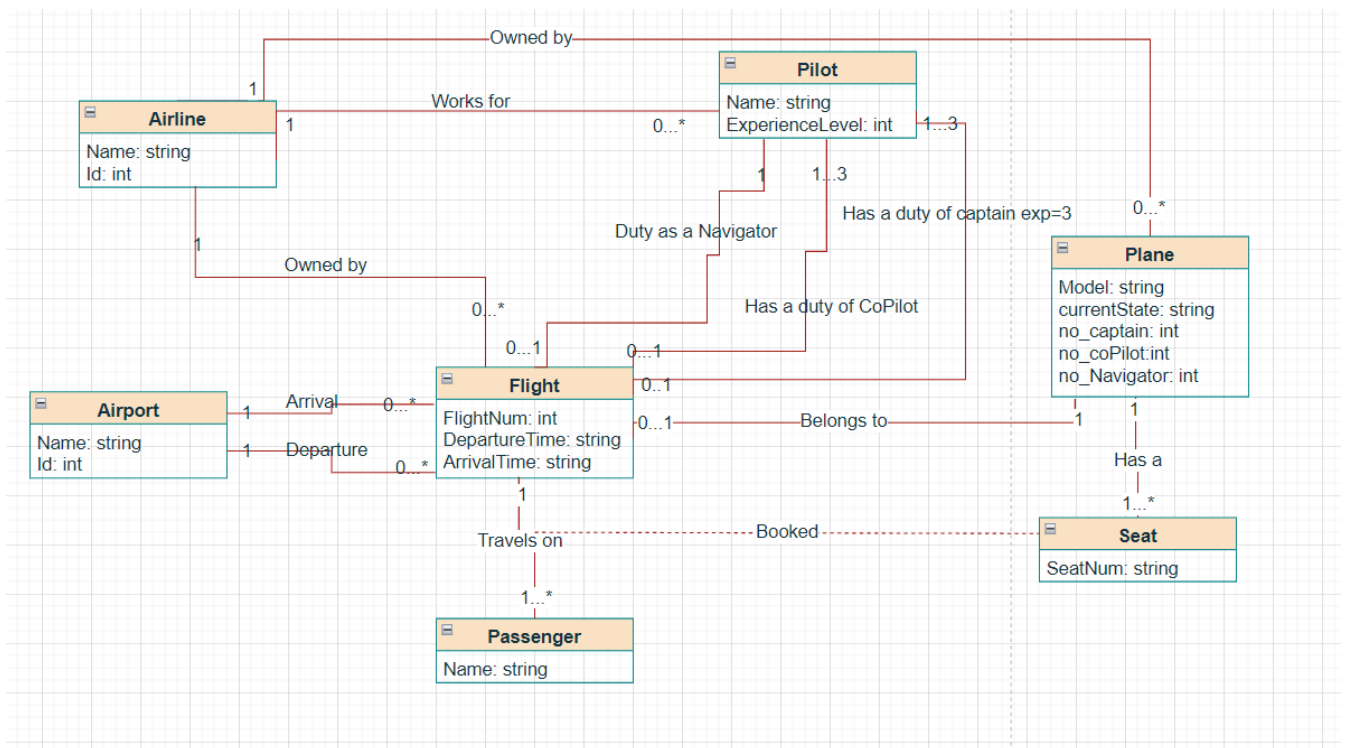 Owned by
Pilot
1
Name: string
ExperienceLevel: int
Works for
1
0...*
1...3
Airline
Name: string
Id: int
1
1...3
Has a duty of captain exp=3
0...*
Duty as a Navigator
1
Owned by
Plane
Model: string
currentState: string
no_captain: int
no_coPilot:int
no_Navigator: int
0...*
Has a duty of CoPilot
0...1
0...1
0..1
Flight
FlightNum: int
DepartureTime: string
ArrivalTime: string
Airport
Name: string
Id: int
1
Arrival
0...*
1
Departure
0...*
0...1
Belongs to
1
1
Has a
1...*
1
Travels on
Booked
Seat
SeatNum: string
1...*
Passenger
Name: string